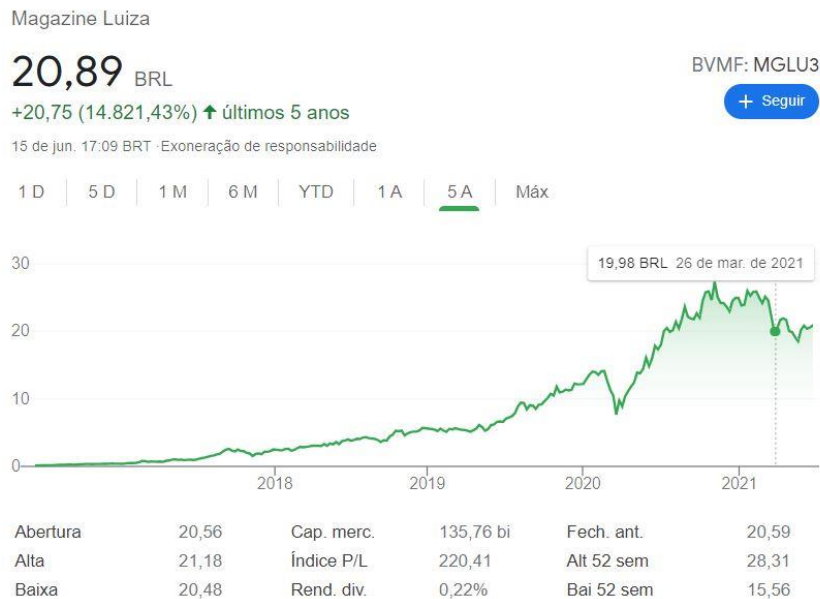 Magazine Luiza
20,89 BRL
BVMF: MGLU3
+20,75 (14.821,43%) ↑ últimos 5 anos
+ Seguir
15 de jun. 17:09 BRT · Exoneração de responsabilidade
1 D 5 D 1 M 6 M YTD 1 A 5 A Máx
19,98 BRL 26 de mar. de 2021
30
20
10
0
2018 2019 2020 2021
Abertura 20,56 Cap. merc. 135,76 bi Fech. ant. 20,59
Alta 21,18 Índice P/L 220,41 Alt 52 sem 28,31
Baixa 20,48 Rend. div. 0,22% Bai 52 sem 15,56